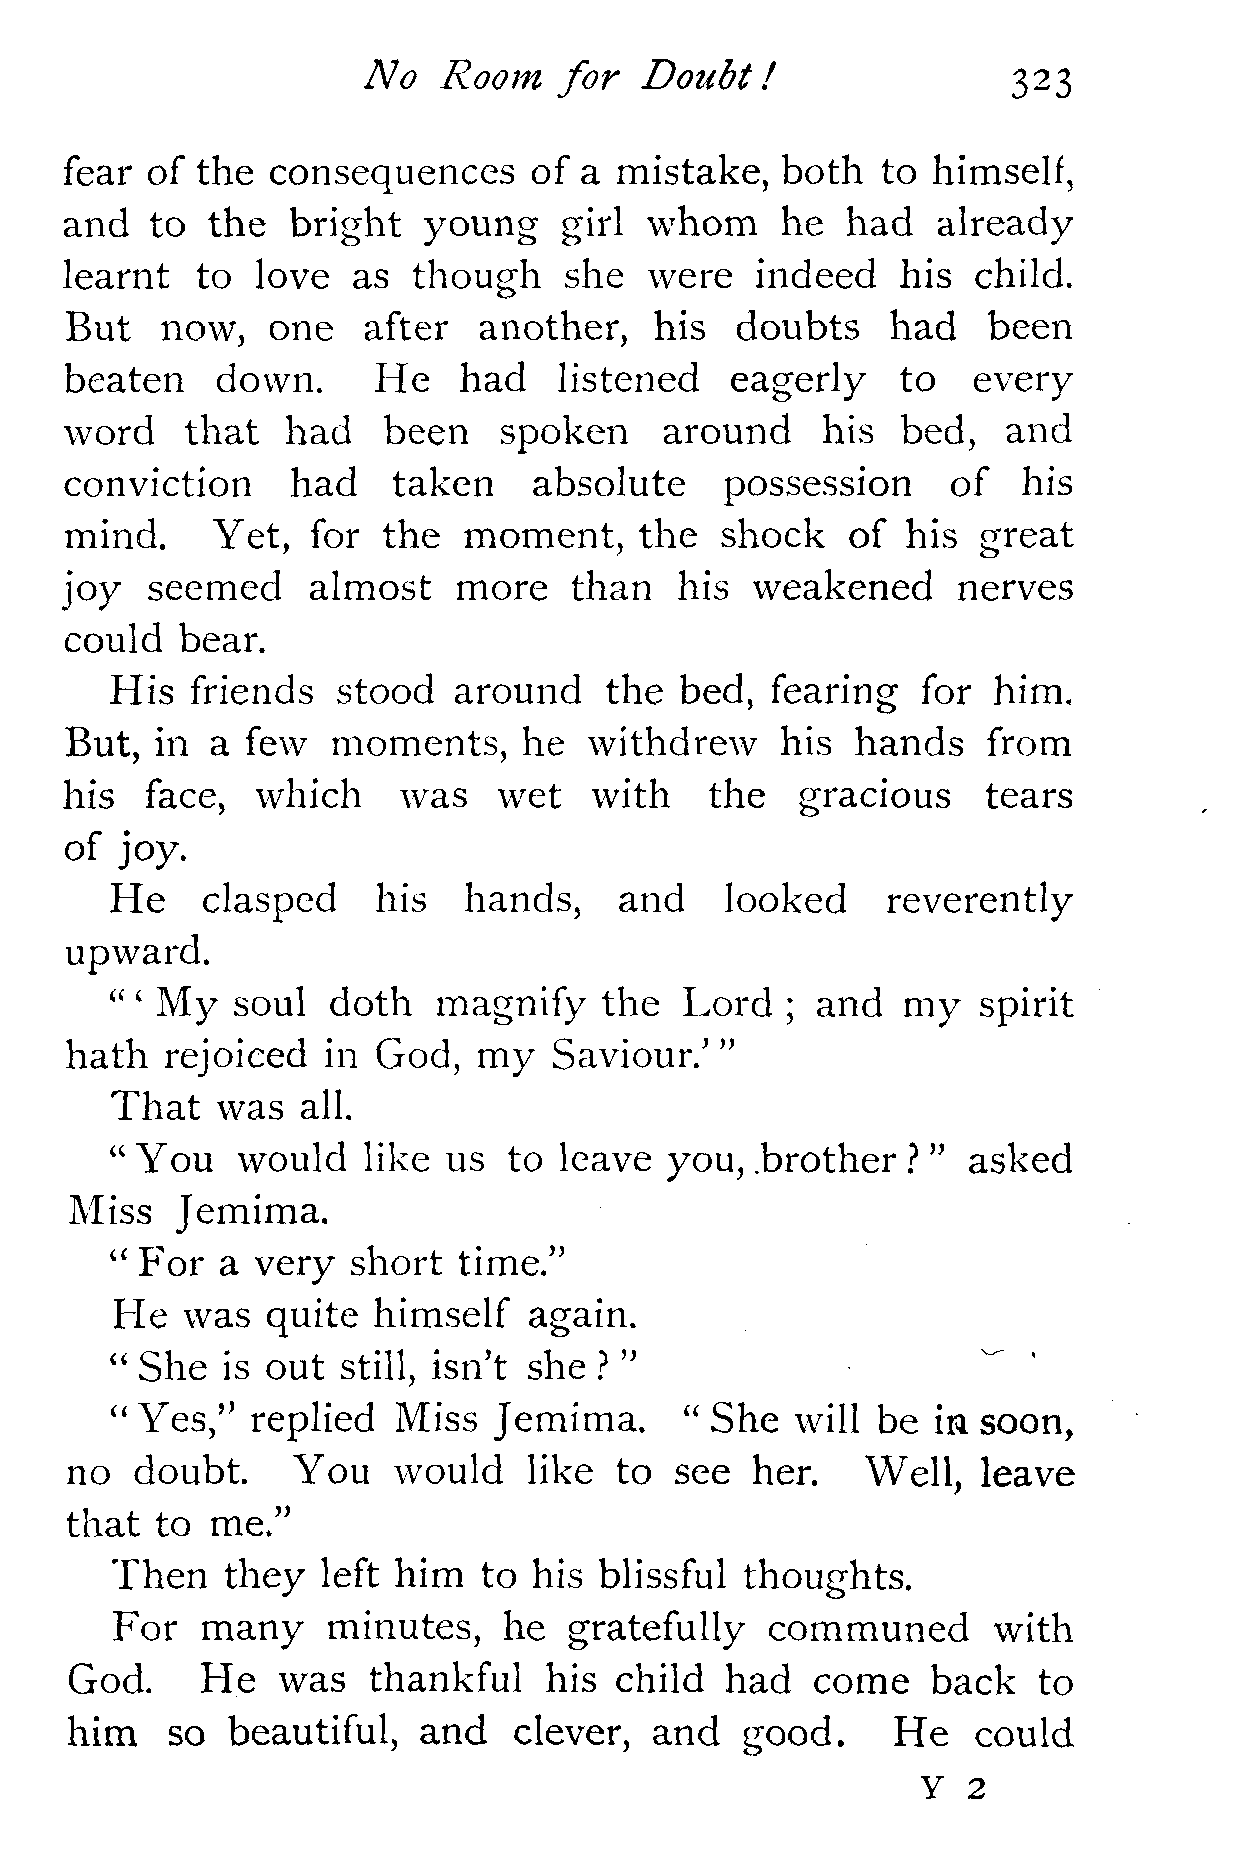 No Room for Doubt! 323
fear of the consequences of a mistake, both to himself,
and to the bright young girl whom he had already
learnt to love as though she were indeed his child.
But now, one after another, his doubts had been
beaten down. He had listened eagerly to every
word that had been spoken around his bed, and
conviction had taken absolute possession of his
mind. Yet, for the moment, the shock of his great
joy seemed almost more than his weakened nerves
could bear.
His friends stood around the bed, fearing for him.
But, in a few moments, he withdrew his hands from
his face, which was wet with the gracious tears
of joy.
He clasped his hands, and looked reverently
upward.
“‘My soul doth magnify the Lord; and my spirit
hath rejoiced in God, my Saviour.’”
That was all.
“You would like us to leave you, brother?” asked
Miss Jemima.
“For a very short time.”
He was quite himself again.
“She is out still, isn’t she?”
“Yes,” replied Miss Jemima. “She will be in soon,
no doubt. You would like to see her. Well, leave
that to me.”
Then they left him to his blissful thoughts.
For many minutes, he gratefully communed with
God. He was thankful his child had come back to
him so beautiful, and clever, and good. He could
Y 2